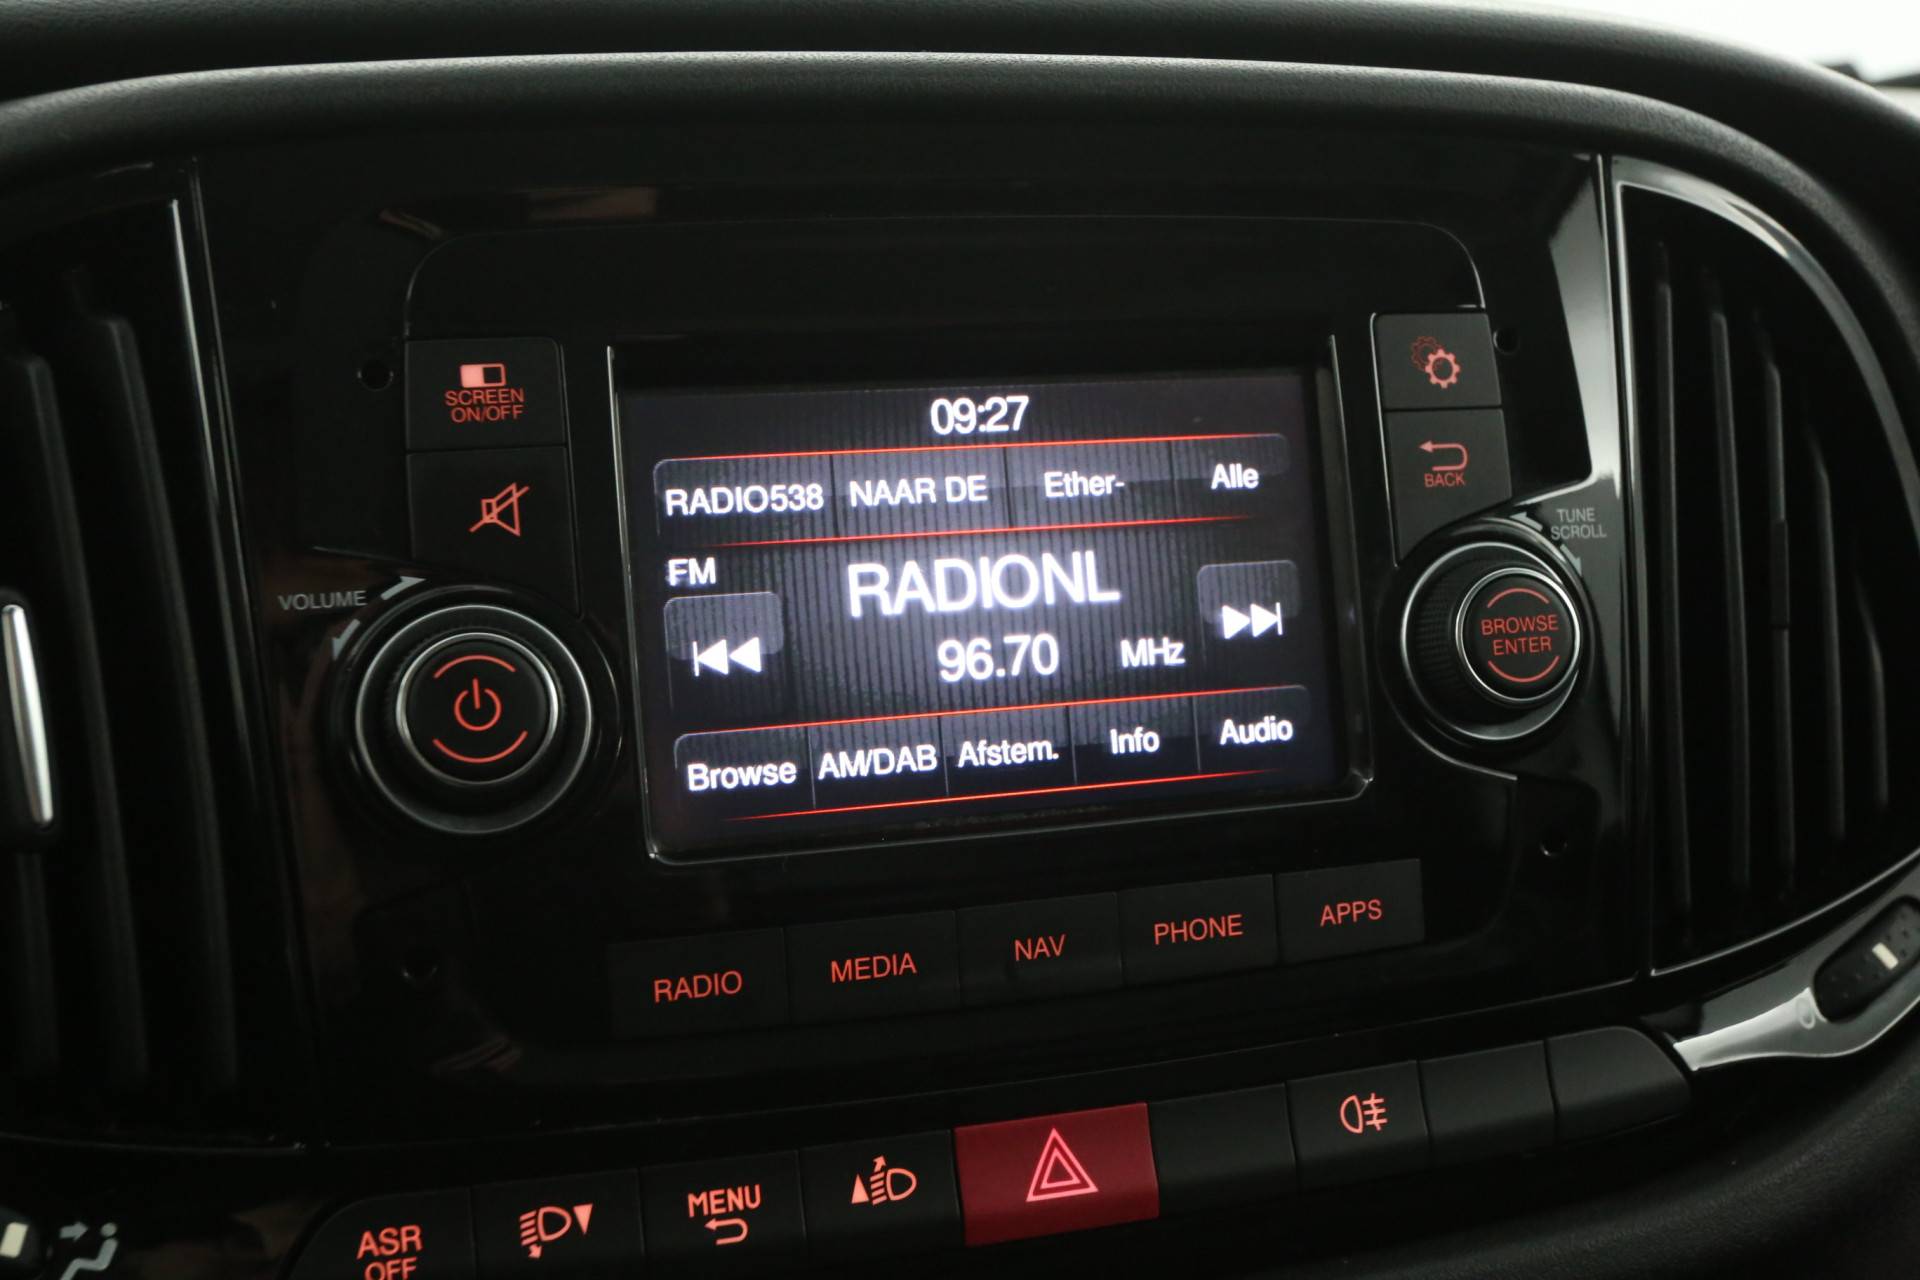 09:27
SCREEN
ON/OFF
RADIO538 NAAR DE Ether- Alle
BACK
FM
TUNE
SCROLL
RADIONL
VOLUME
96.70 MHz
BROWSE
ENTER
Browse AM/DAB Afstem. Info Audio
RADIO MEDIA NAV PHONE APPS
MENU
ASR
OFF